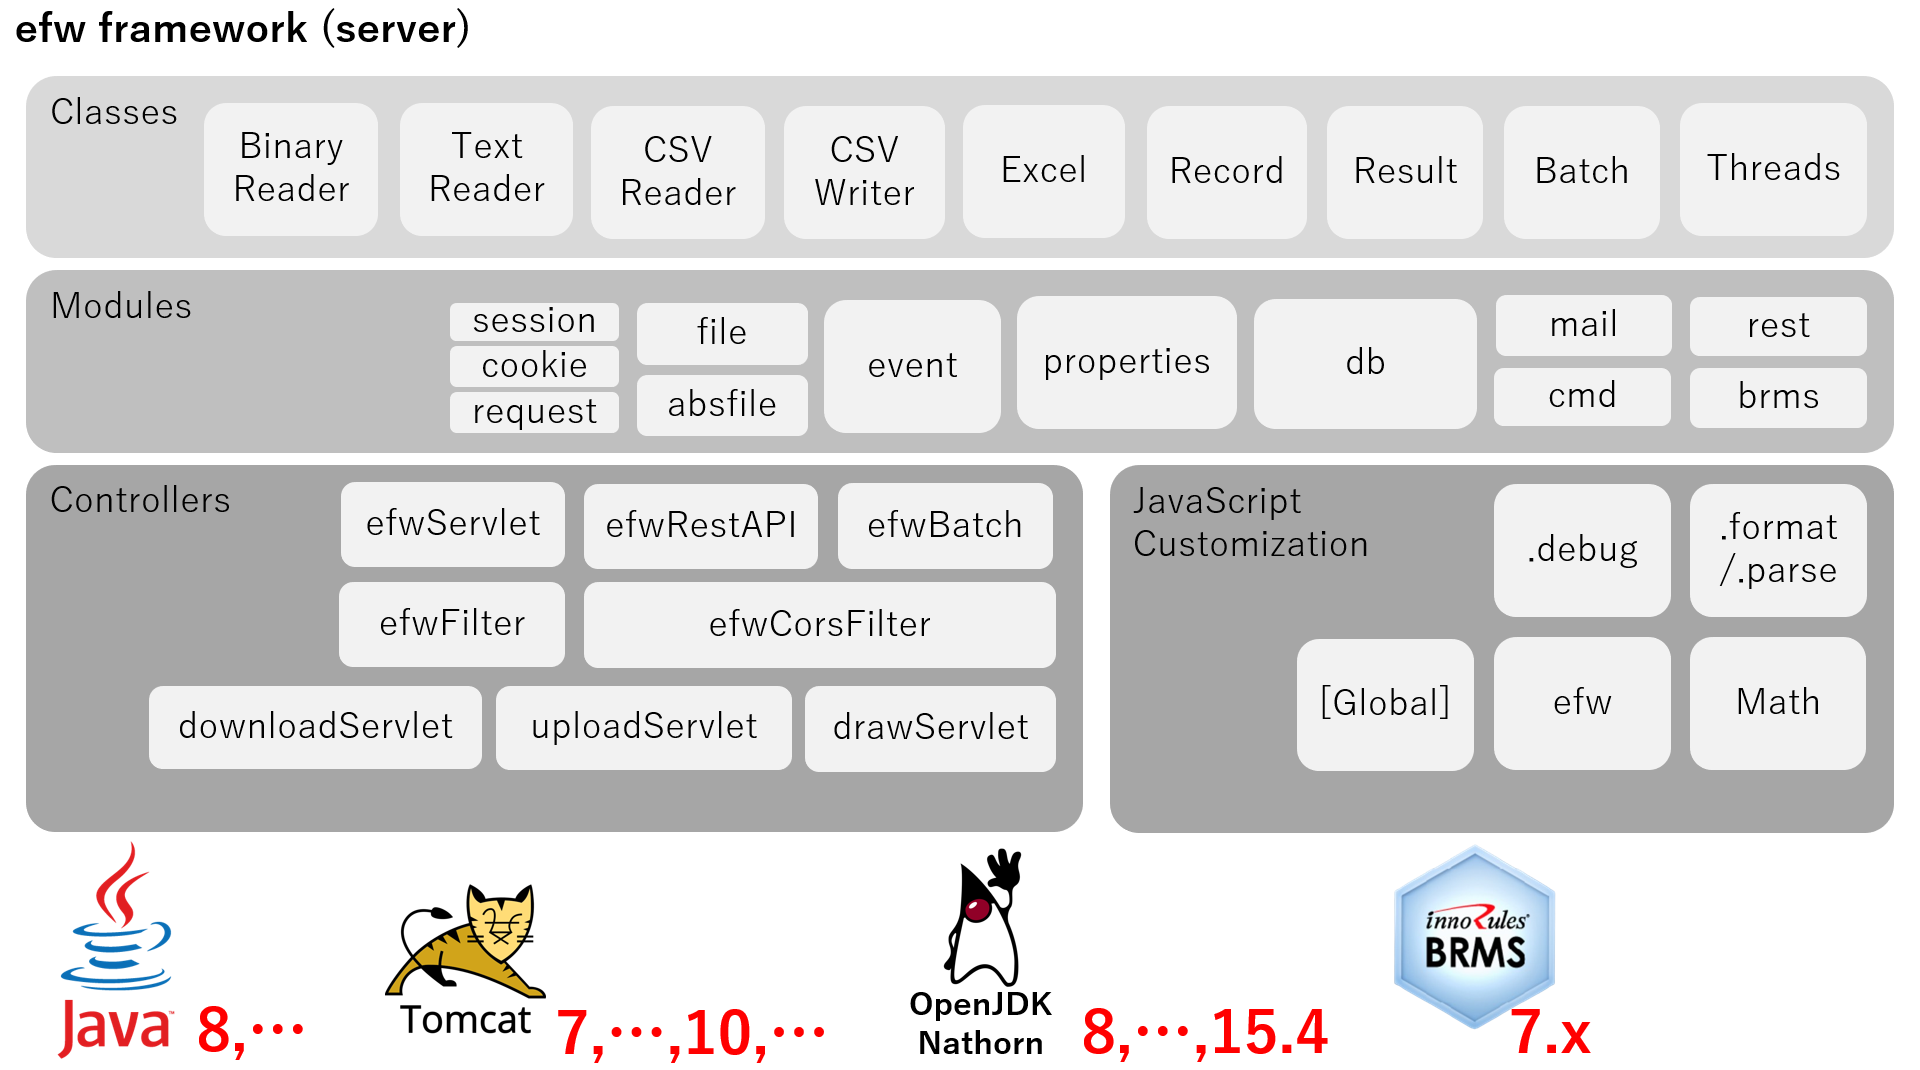 efw framework (server)
Classes
Binary
Reader
Text
Reader
CSV
Reader
CSV
Writer
Excel
Record
Result
Batch
Threads
Modules
session
cookie
request
file
absfile
event
properties
db
mail
cmd
rest
brms
Controllers
efwServlet
efwRestAPI
efwBatch
efwFilter
efwCorsFilter
downloadServlet
uploadServlet
drawServlet
JavaScript
Customization
.debug
.format
/.parse
[Global]
efw
Math
Java™
8,…
Tomcat
7,…,10,…
OpenJDK
Nathorn
8,…,15.4
innoRules®
BRMS
7.x